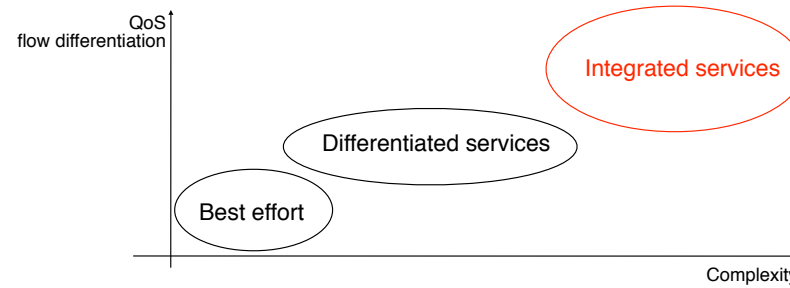 QoS
flow differentiation
Integrated services
Differentiated services
Best effort
Complexity